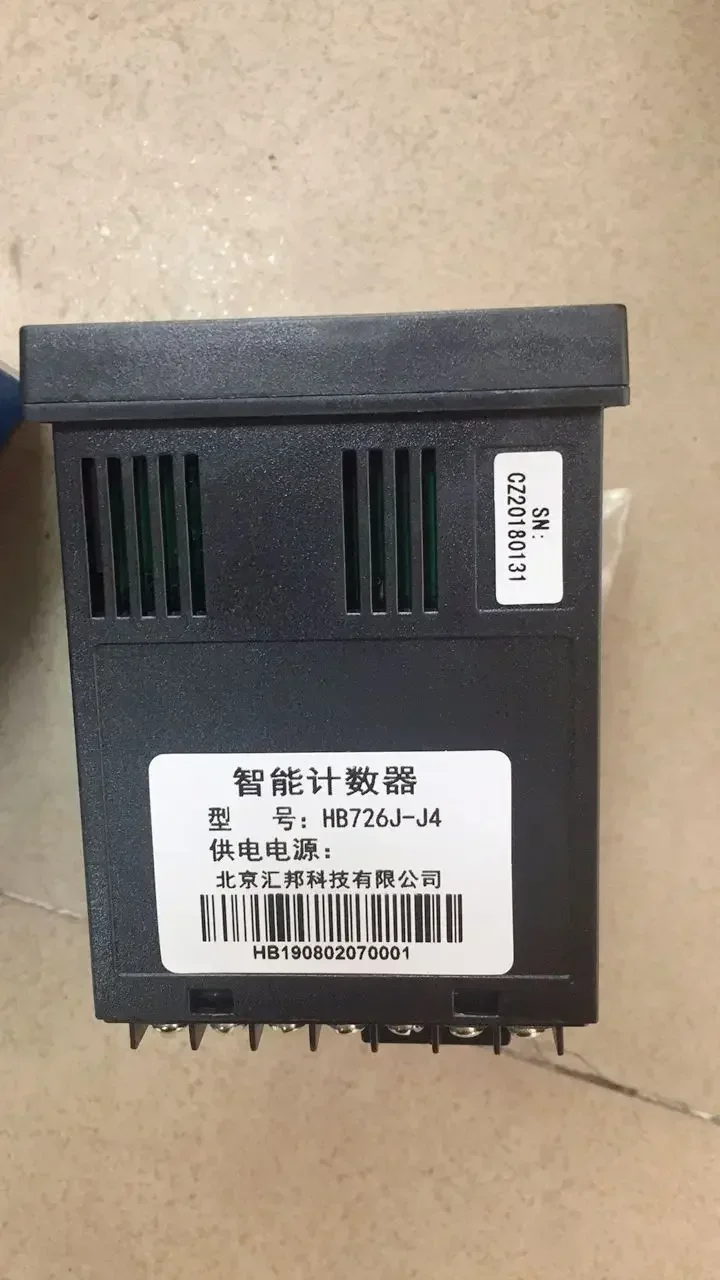 SN:
CZ20180131
智能计数器
型 号: HB726J-J4
供电电源:
北京汇邦科技有限公司
HB190802070001